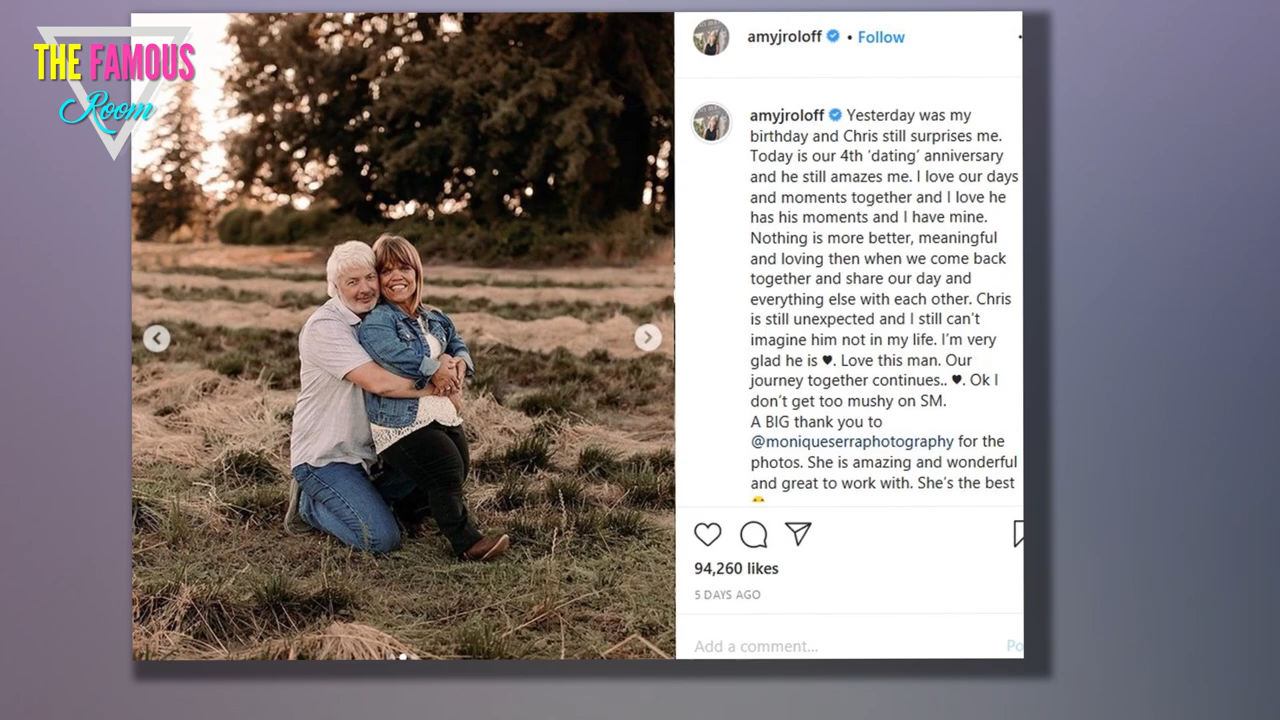 THE FAMOUS
Room
amyjroloff • Follow
amyjroloff Yesterday was my
birthday and Chris still surprises me.
Today is our 4th ‘dating’ anniversary
and he still amazes me. I love our days
and moments together and I love he
has his moments and I have mine.
Nothing is more better, meaningful
and loving then when we come back
together and share our day and
everything else with each other. Chris
is still unexpected and I still can’t
imagine him not in my life. I’m very
glad he is ♥. Love this man. Our
journey together continues.. ♥. Ok I
don’t get too mushy on SM.
A BIG thank you to
@moniqueserraphotography for the
photos. She is amazing and wonderful
and great to work with. She’s the best
94,260 likes
5 DAYS AGO
Add a comment... Po